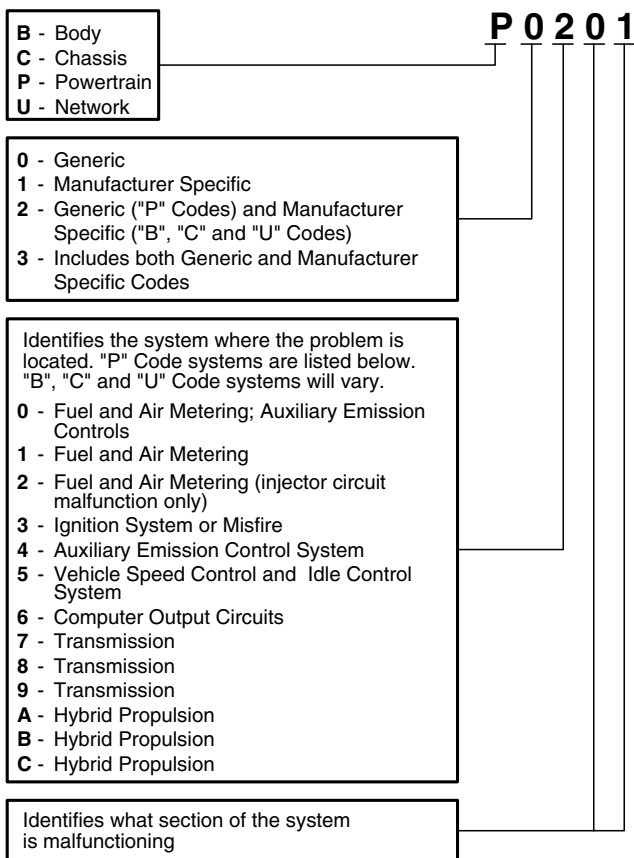 P 0 2 0 1
B - Body
C - Chassis
P - Powertrain
U - Network
0 - Generic
1 - Manufacturer Specific
2 - Generic ("P" Codes) and Manufacturer
Specific ("B", "C" and "U" Codes)
3 - Includes both Generic and Manufacturer
Specific Codes
Identifies the system where the problem is
located. "P" Code systems are listed below.
"B", "C" and "U" Code systems will vary.
0 - Fuel and Air Metering; Auxiliary Emission
Controls
1 - Fuel and Air Metering
2 - Fuel and Air Metering (injector circuit
malfunction only)
3 - Ignition System or Misfire
4 - Auxiliary Emission Control System
5 - Vehicle Speed Control and Idle Control
System
6 - Computer Output Circuits
7 - Transmission
8 - Transmission
9 - Transmission
A - Hybrid Propulsion
B - Hybrid Propulsion
C - Hybrid Propulsion
Identifies what section of the system
is malfunctioning